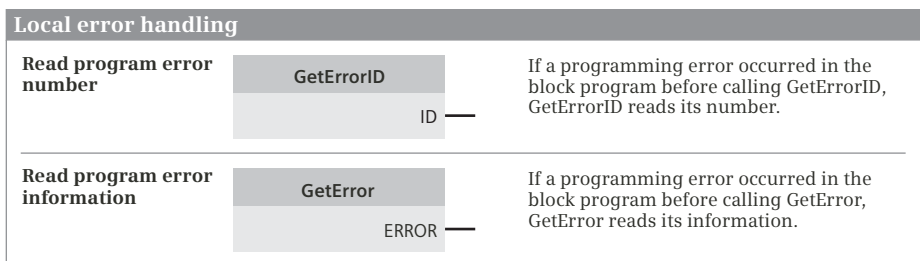 Local error handling
Read program error
number
GetErrorID
ID
If a programming error occurred in the
block program before calling GetErrorID,
GetErrorID reads its number.
Read program error
information
GetError
ERROR
If a programming error occurred in the
block program before calling GetError,
GetError reads its information.